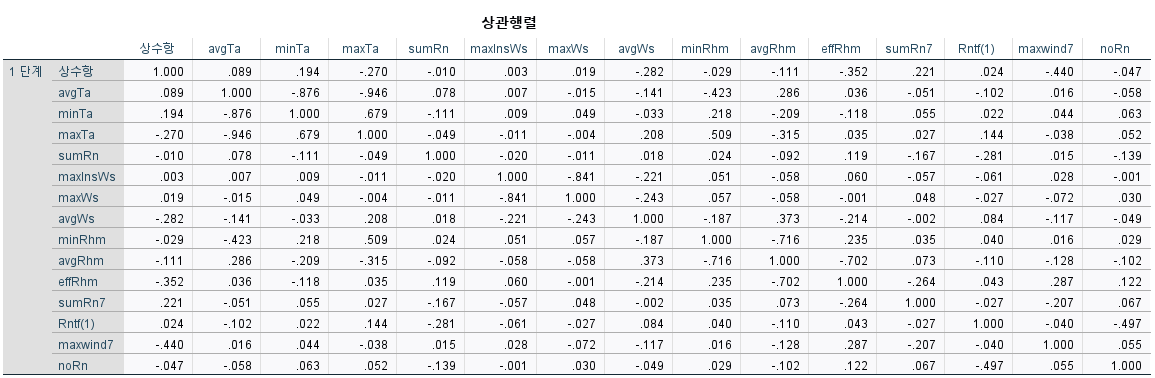 상관행렬
상수항 avgTa minTa maxTa sumRn maxInsWs maxWs avgWs minRhm avgRhm effRhm sumRn7 Rntf(1) maxwind7 noRn
1 단계 상수항 1.000 .089 .194 -.270 -.010 .003 .019 -.282 -.029 -.111 -.352 .221 .024 -.440 -.047
avgTa .089 1.000 -.876 -.946 .078 .007 -.015 -.141 -.423 .286 .036 -.051 -.102 .016 -.058
minTa .194 -.876 1.000 .679 -.111 .009 .049 -.033 .218 -.209 -.118 .055 .022 .044 .063
maxTa -.270 -.946 .679 1.000 -.049 -.011 -.004 .208 .509 -.315 .035 .027 .144 -.038 .052
sumRn -.010 .078 -.111 -.049 1.000 -.020 -.011 .018 .024 -.092 .119 -.167 -.281 .015 -.139
maxInsWs .003 .007 .009 -.011 -.020 1.000 -.841 -.221 .051 -.058 .060 -.057 -.061 .028 -.001
maxWs .019 -.015 .049 -.004 -.011 -.841 1.000 -.243 .057 -.058 -.001 .048 -.027 -.072 .030
avgWs -.282 -.141 -.033 .208 .018 -.221 -.243 1.000 -.187 .373 -.214 -.002 .084 -.117 -.049
minRhm -.029 -.423 .218 .509 .024 .051 .057 -.187 1.000 -.716 .235 .035 .040 .016 .029
avgRhm -.111 .286 -.209 -.315 -.092 -.058 -.058 .373 -.716 1.000 -.702 .073 -.110 -.128 -.102
effRhm -.352 .036 -.118 .035 .119 .060 -.001 -.214 .235 -.702 1.000 -.264 .043 .287 .122
sumRn7 .221 -.051 .055 .027 -.167 -.057 .048 -.002 .035 .073 -.264 1.000 -.027 -.207 .067
Rntf(1) .024 -.102 .022 .144 -.281 -.061 -.027 .084 .040 -.110 .043 -.027 1.000 -.040 -.497
maxwind7 -.440 .016 .044 -.038 .015 .028 -.072 -.117 .016 -.128 .287 -.207 -.040 1.000 .055
noRn -.047 -.058 .063 .052 -.139 -.001 .030 -.049 .029 -.102 .122 .067 -.497 .055 1.000